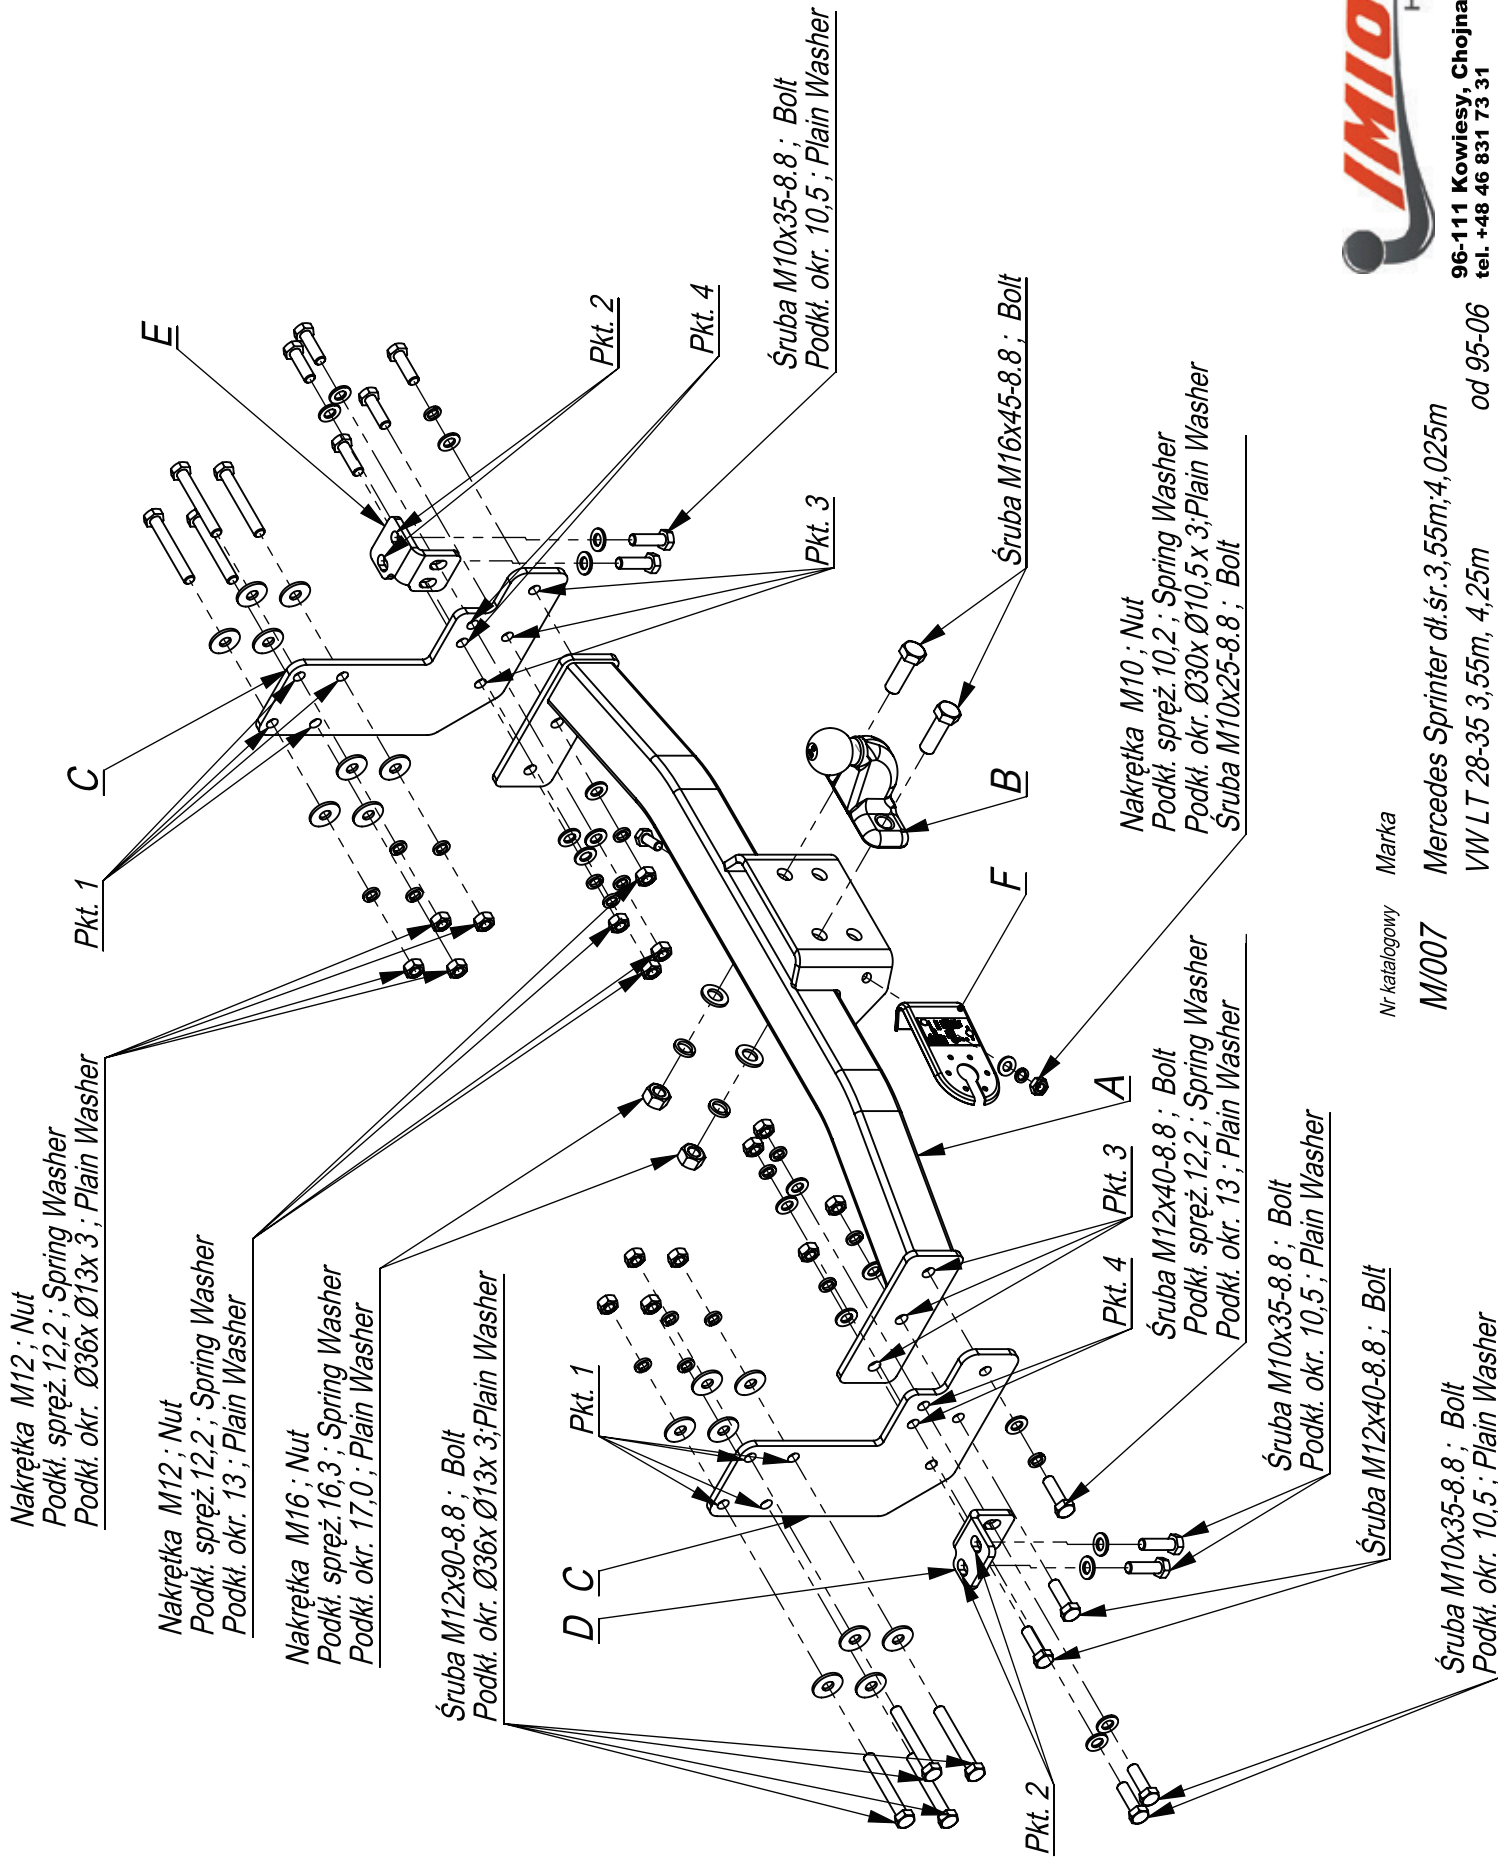 Nakrętka M12 ; Nut
Podkł. spręż. 12,2 ; Spring Washer
Podkł. okr. Ø36x Ø13x 3 ; Plain Washer
Nakrętka M12 ; Nut
Podkł. spręż. 12,2 ; Spring Washer
Podkł. okr. 13 ; Plain Washer
Nakrętka M16 ; Nut
Podkł. spręż. 16,3 ; Spring Washer
Podkł. okr. 17,0 ; Plain Washer
Śruba M12x90-8.8 ; Bolt
Podkł. okr. Ø36x Ø13x 3;Plain Washer
Pkt. 1
C
E
Pkt. 2
Pkt. 4
Śruba M10x35-8.8 ; Bolt
Podkł. okr. 10,5 ; Plain Washer
Pkt. 3
Śruba M16x45-8.8 ; Bolt
B
F
Nakrętka M10 ; Nut
Podkł. spręż. 10,2 ; Spring Washer
Podkł. okr. Ø30x Ø10,5x 3;Plain Washer
Śruba M10x25-8.8 ; Bolt
Pkt. 1
D C
A
Pkt. 3
Pkt. 4
Śruba M12x40-8.8 ; Bolt
Podkł. spręż. 12,2 ; Spring Washer
Podkł. okr. 13 ; Plain Washer
Śruba M10x35-8.8 ; Bolt
Podkł. okr. 10,5 ; Plain Washer
Śruba M12x40-8.8 ; Bolt
Pkt. 2
Śruba M10x35-8.8 ; Bolt
Podkł. okr. 10,5 ; Plain Washer
Nr katalogowy Marka
M/007 Mercedes Sprinter dł.śr. 3,55m;4,025m
VW LT 28-35 3,55m, 4,25m od 95-06
IMIO
H
96-111 Kowiesy, Chojna
tel. +48 46 831 73 31